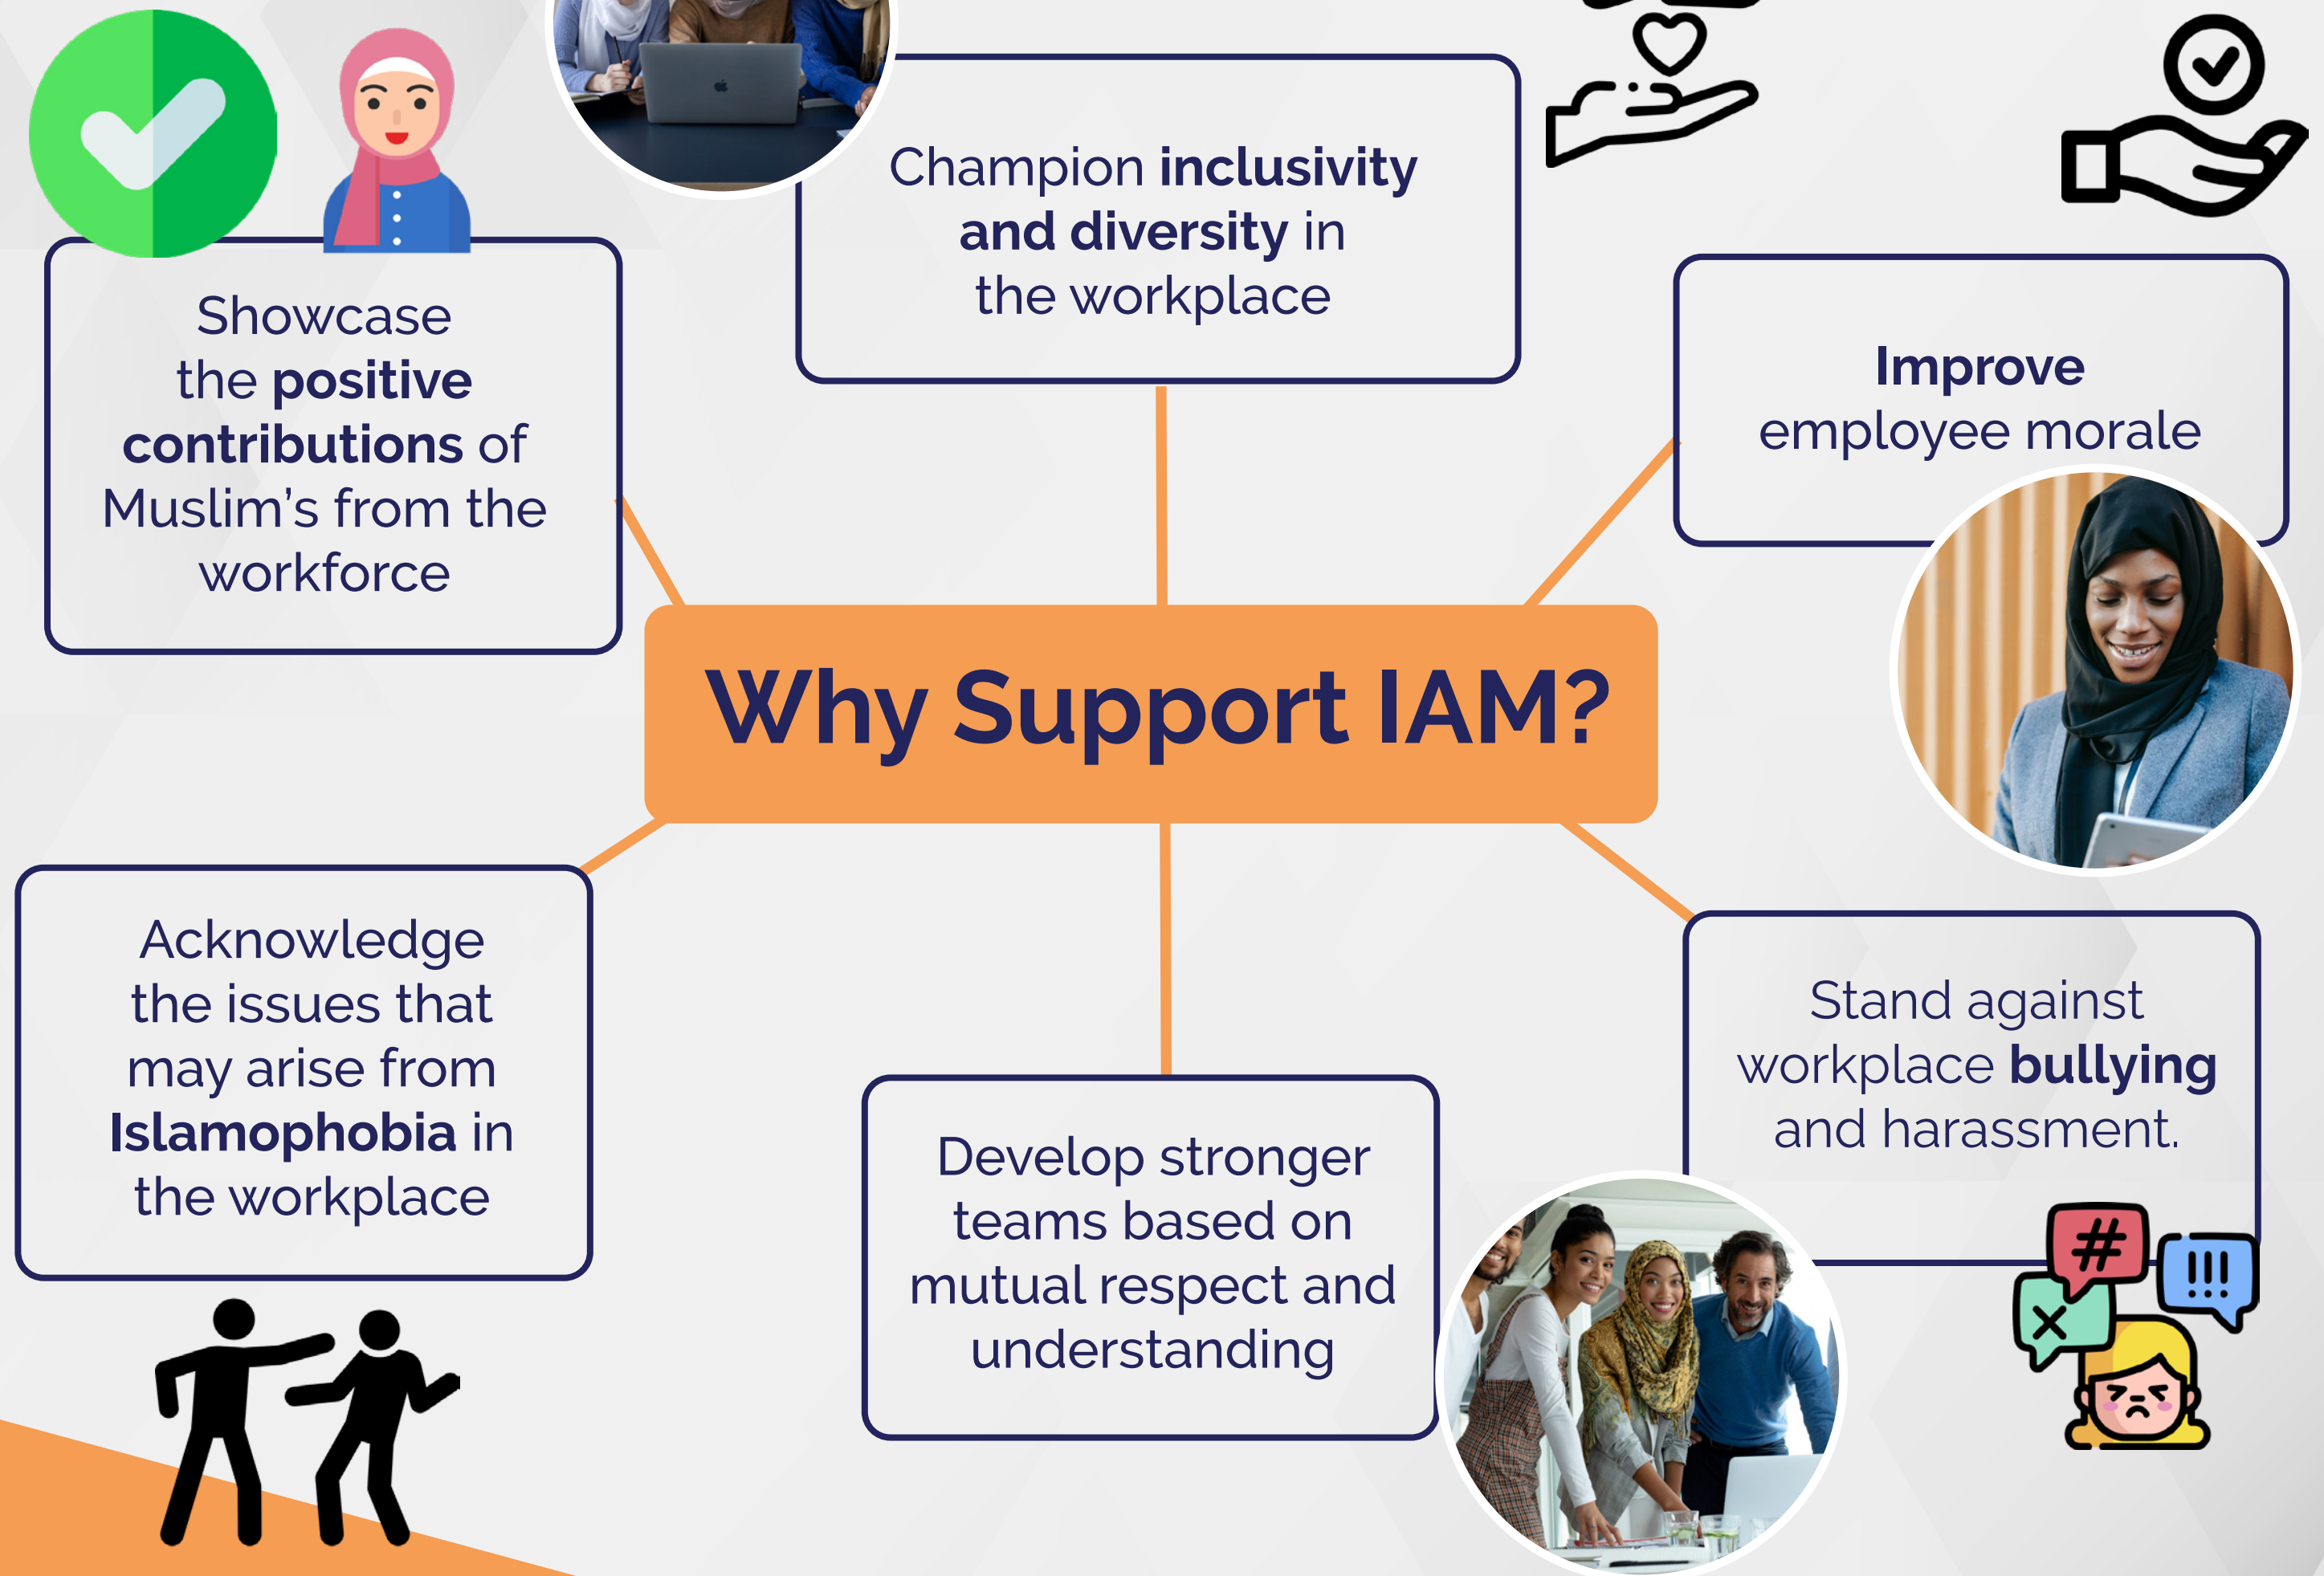 Champion inclusivity
and diversity in
the workplace
Showcase
the positive
contributions of
Muslim's from the
workforce
Improve
employee morale
Why Support IAM?
Acknowledge
the issues that
may arise from
Islamophobia in
the workplace
Develop stronger
teams based on
mutual respect and
understanding
Stand against
workplace bullying
and harassment.
#
!!!
X